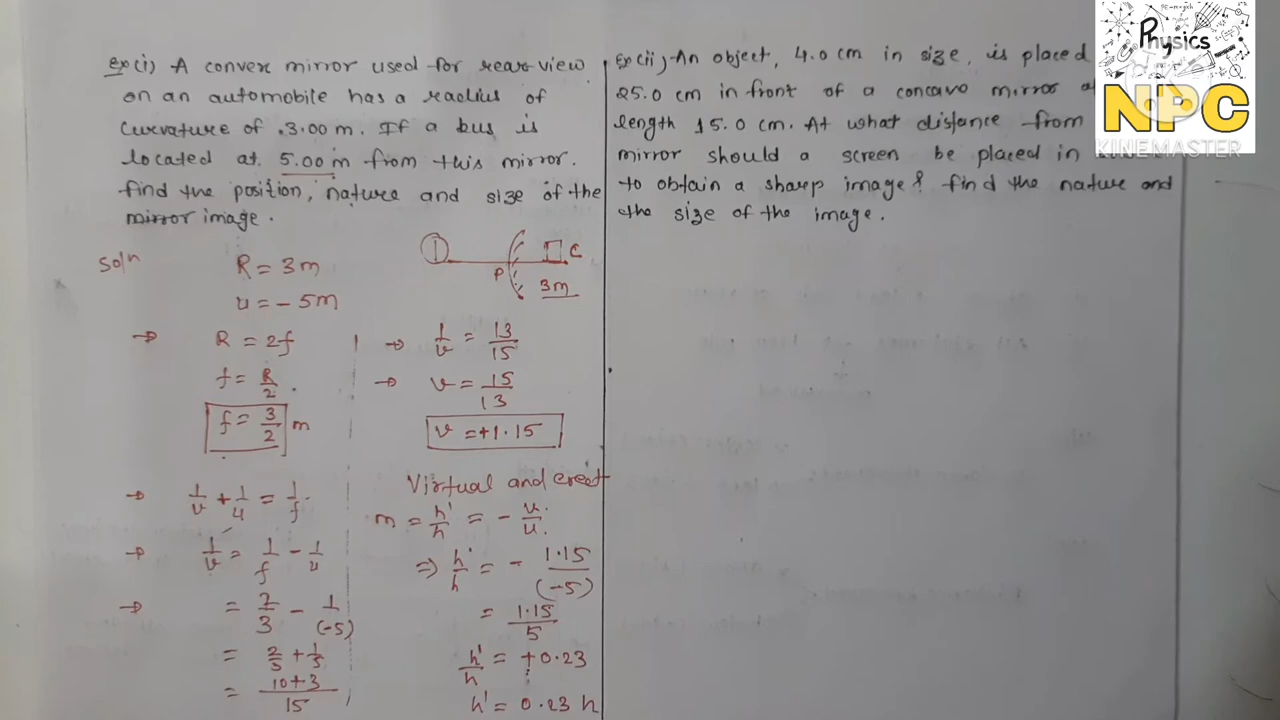 Ex(i) A convex mirror used for rear view
on an automobile has a radius of
curvature of 3.00 m. If a bus is
located at 5.00 m from this mirror.
find the position, nature and size of the
mirror image.
Soln
R = 3m
u = - 5m
P
C
3m
→ R = 2f
f = R/2
f = 3/2 m
→ 1/v + 1/u = 1/f
→ 1/v = 1/f - 1/u
→ = 2/3 - 1/(-5)
= 2/3 + 1/5
= 10+3/15
→ 1/v = 13/15
→ v = 15/13
v = +1.15
Virtual and erect
m = h'/h = - v/u
⇒ h'/h = - 1.15/(-5)
= 1.15/5
h'/h = +0.23
h' = 0.23 h
Ex(ii) An object, 4.0 cm in size, is placed
25.0 cm in front of a concave mirror
length 15.0 cm. At what distance from
mirror should a screen be placed in
to obtain a sharp image? find the nature and
the size of the image.
Physics
NPC
KINEMASTER